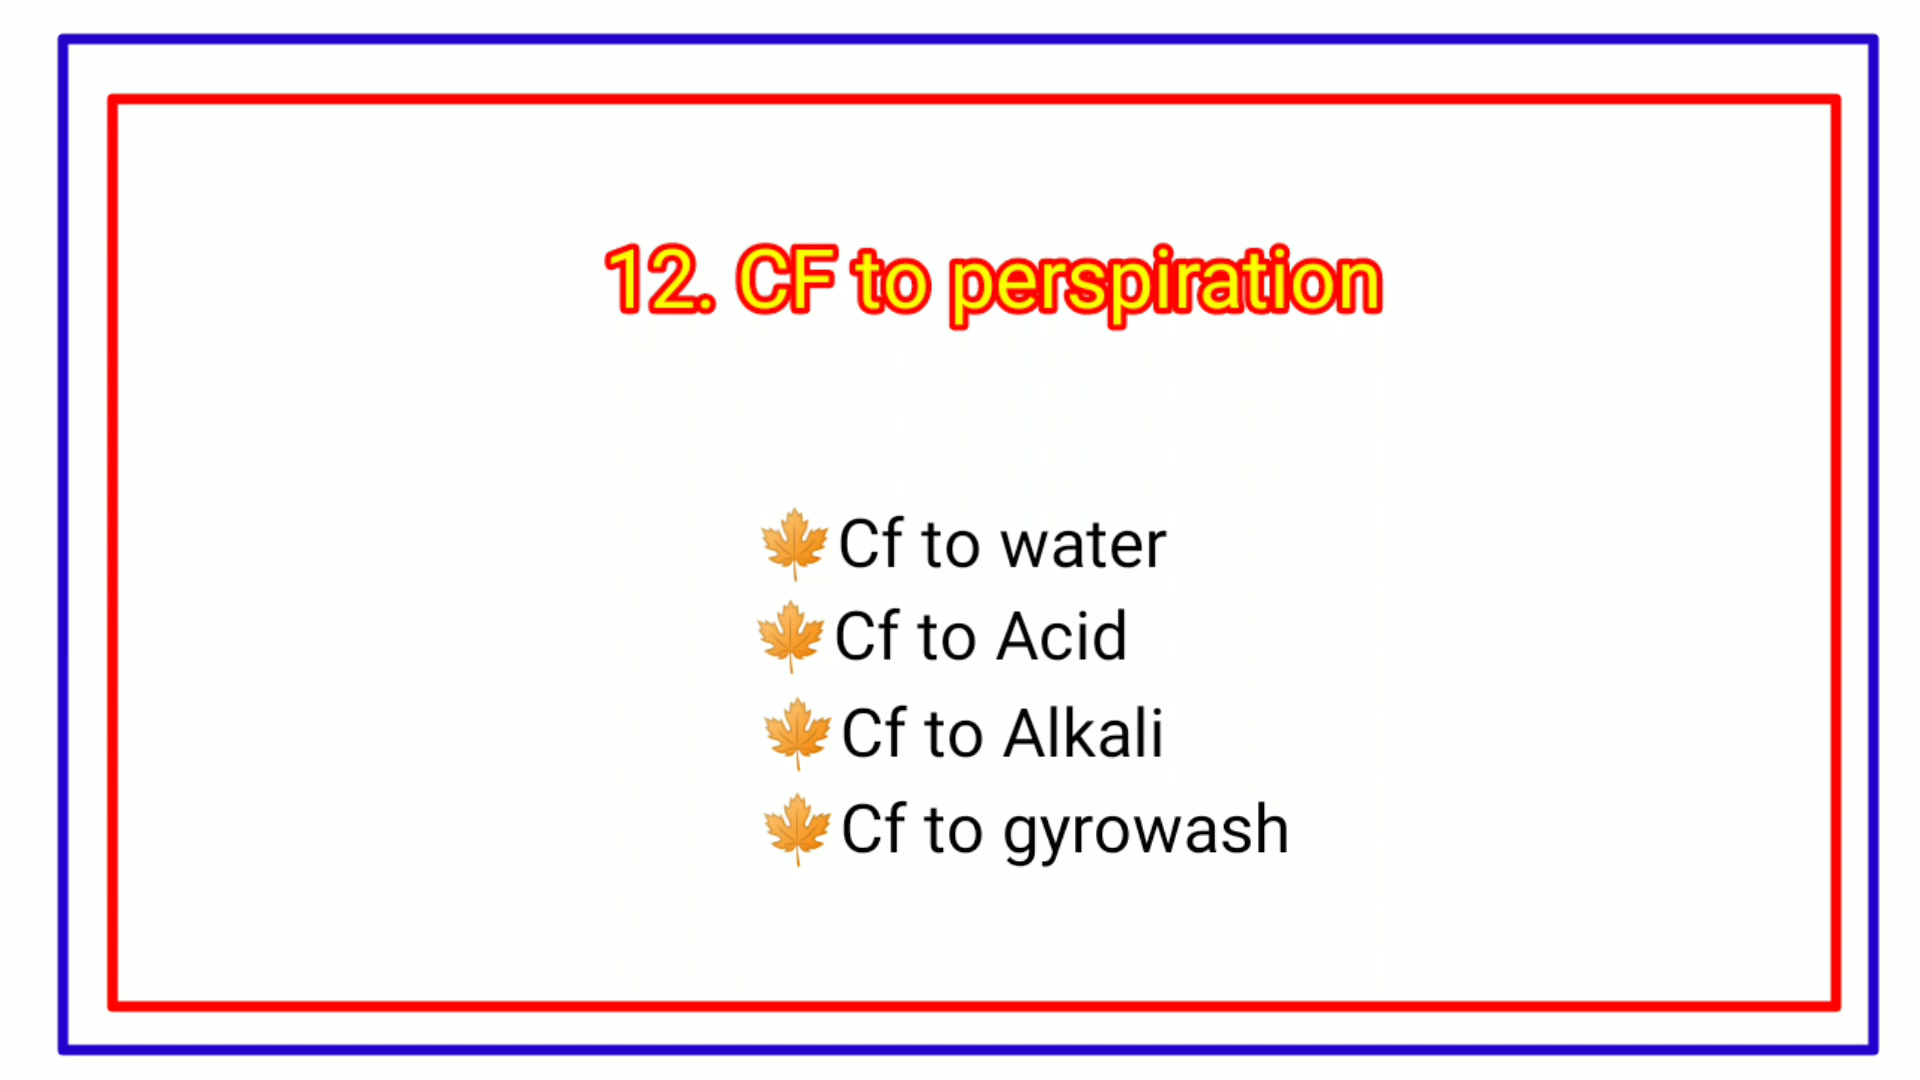 12. CF to perspiration
🍁Cf to water
🍁Cf to Acid
🍁Cf to Alkali
🍁Cf to gyrowash